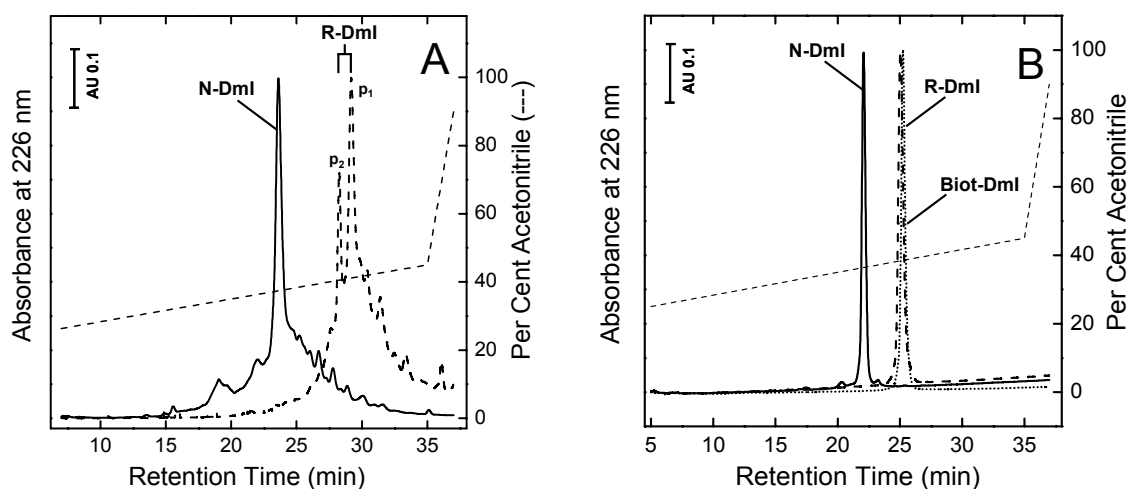 A
AU 0.1
R-DmI
N-DmI
p1
p2
Absorbance at 226 nm
100
80
60
40
20
0
Per Cent Acetonitrile (---)
10 15 20 25 30 35
Retention Time (min)
B
AU 0.1
N-DmI
R-DmI
Biot-DmI
Absorbance at 226 nm
100
80
60
40
20
0
Per Cent Acetonitrile
5 10 15 20 25 30 35
Retention Time (min)